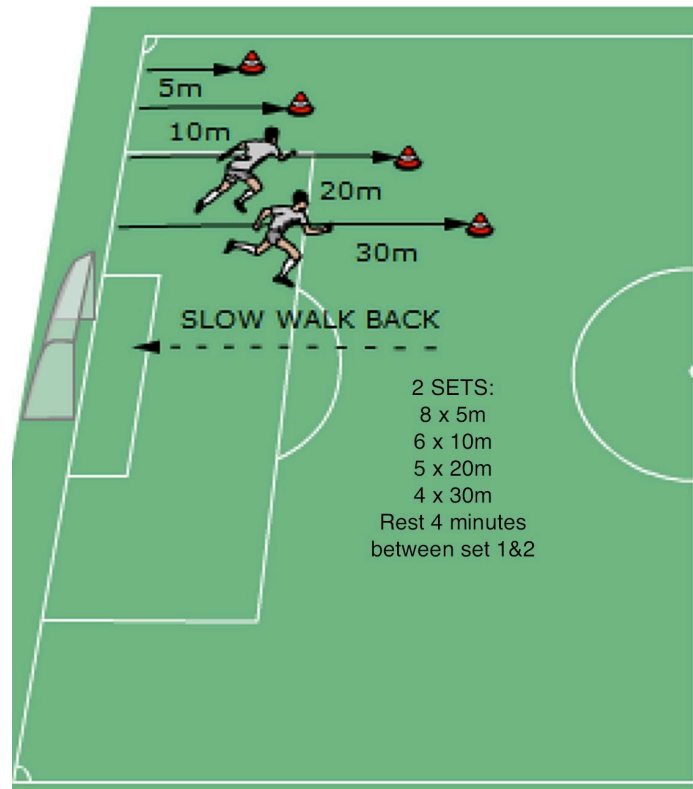 5m
10m
20m
30m
SLOW WALK BACK
2 SETS:
8 x 5m
6 x 10m
5 x 20m
4 x 30m
Rest 4 minutes
between set 1&2